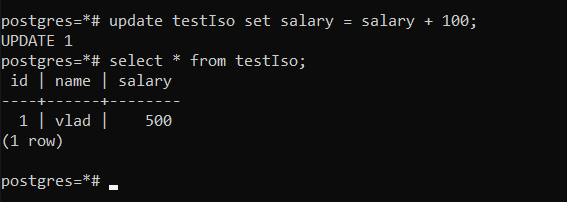 postgres=*# update testIso set salary = salary + 100;
UPDATE 1
postgres=*# select * from testIso;
 id | name | salary
----+------+--------
  1 | vlad |    500
(1 row)

postgres=*#